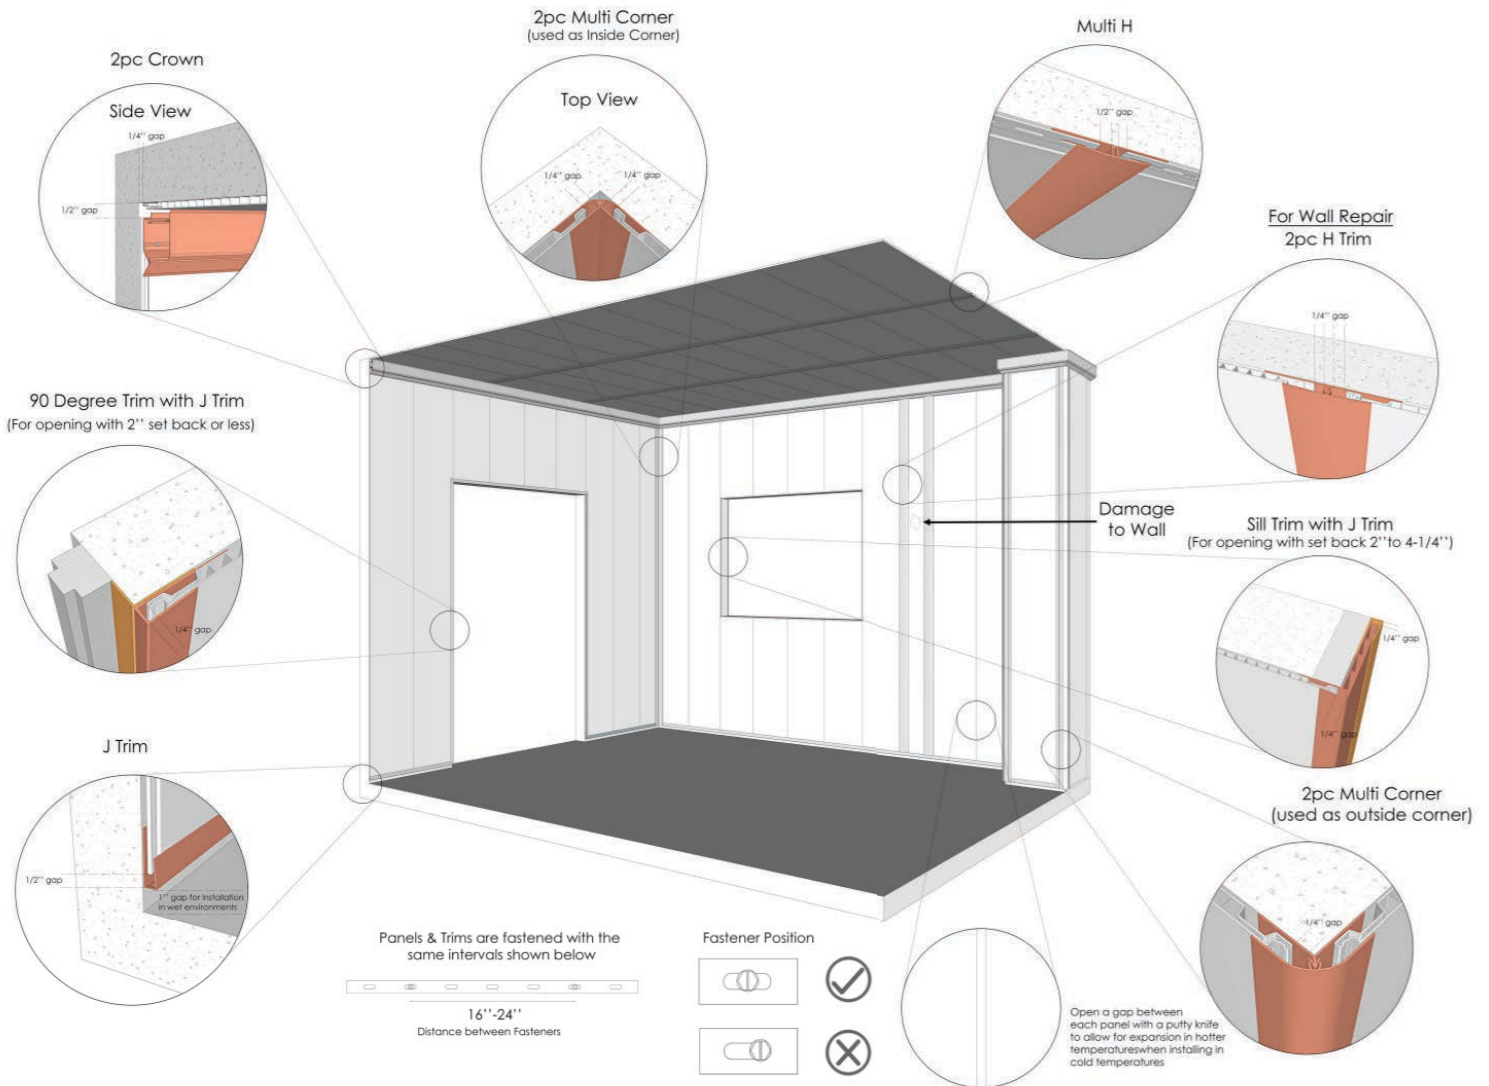 2pc Multi Corner
(used as Inside Corner)
Top View
1/4'' gap
1/4'' gap
Multi H
1/2'' gap
2pc Crown
Side View
1/4'' gap
1/2'' gap
For Wall Repair
2pc H Trim
1/4'' gap
90 Degree Trim with J Trim
(For opening with 2'' set back or less)
1/4'' gap
Damage
to Wall
Sill Trim with J Trim
(For opening with set back 2''to 4-1/4'')
1/4'' gap
1/4'' gap
J Trim
1/2'' gap
1'' gap for installation
in wet environments
2pc Multi Corner
(used as outside corner)
1/4'' gap
Panels & Trims are fastened with the
same intervals shown below
16''-24''
Distance between Fasteners
Fastener Position
Open a gap between
each panel with a putty knife
to allow for expansion in hotter
temperatureswhen installing in
cold temperatures